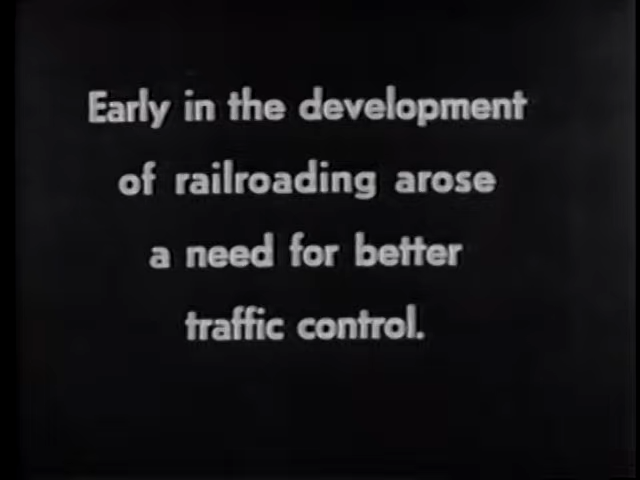 Early in the development
of railroading arose
a need for better
traffic control.